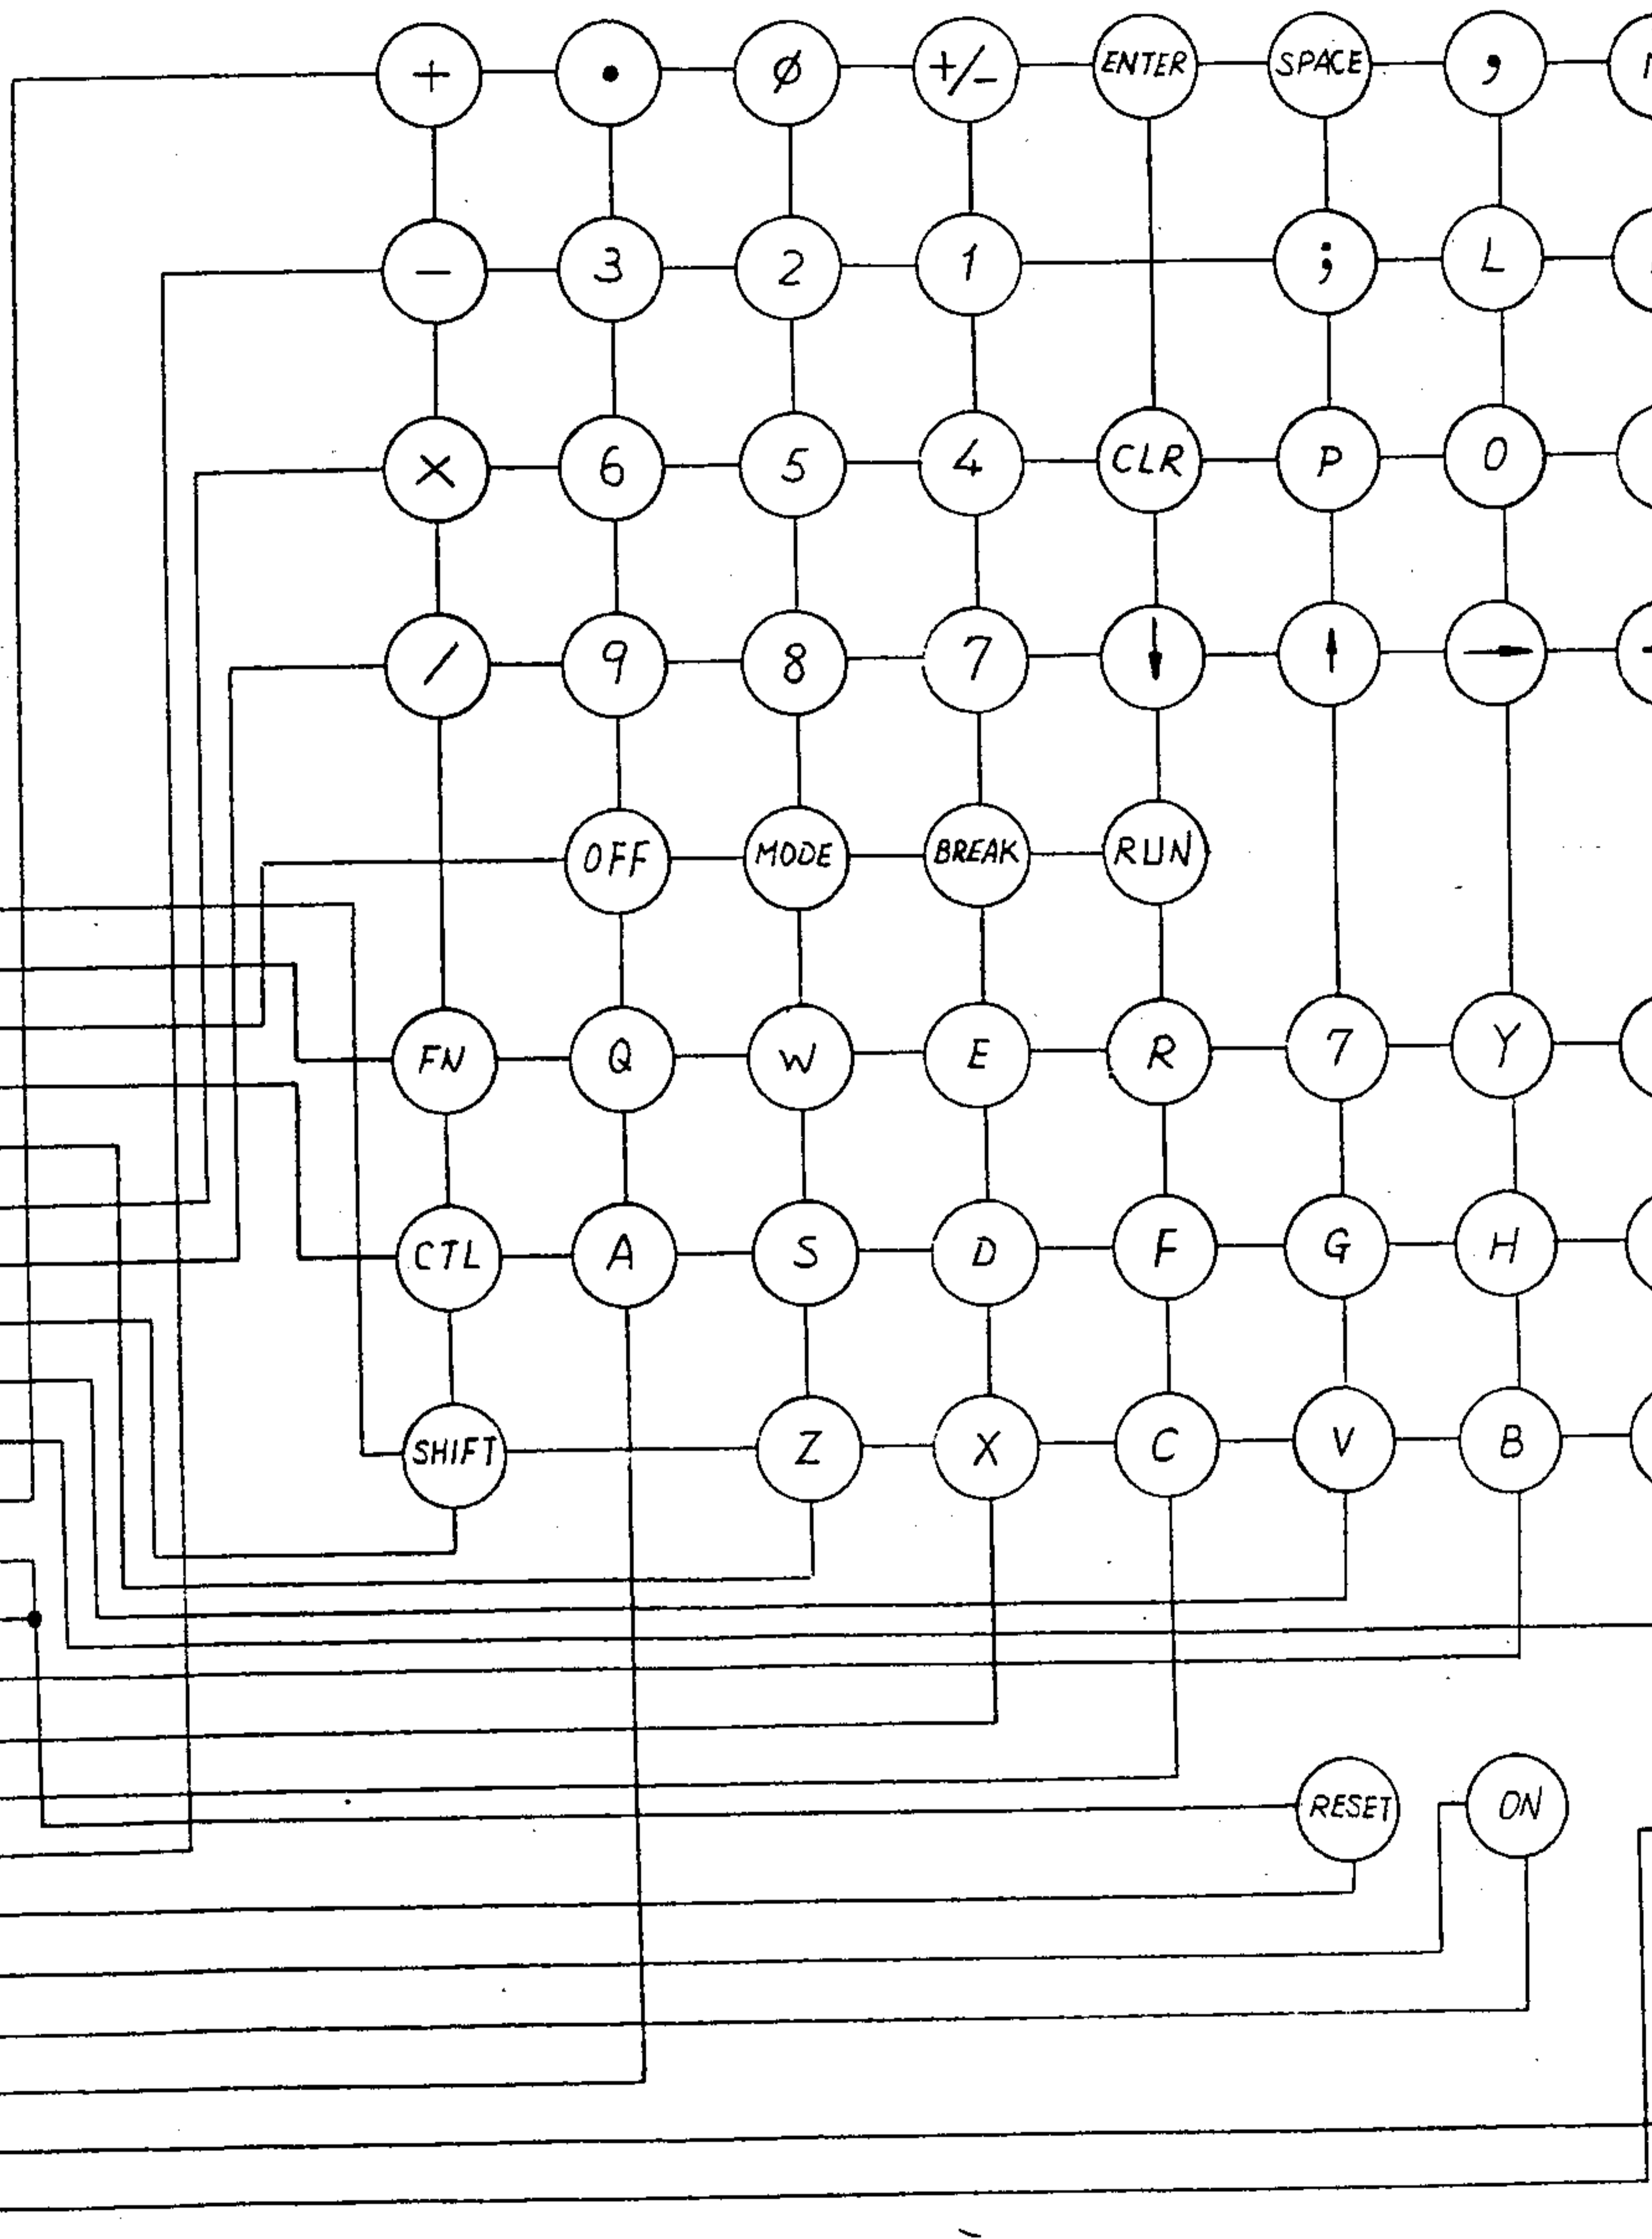 + • Ø +/- ENTER SPACE ,
- 3 2 1 ; L
× 6 5 4 CLR P O
/ 9 8 7 ↓ ↑ →
OFF MODE BREAK RUN
FN Q W E R 7 Y
CTL A S D F G H
SHIFT Z X C V B
RESET ON